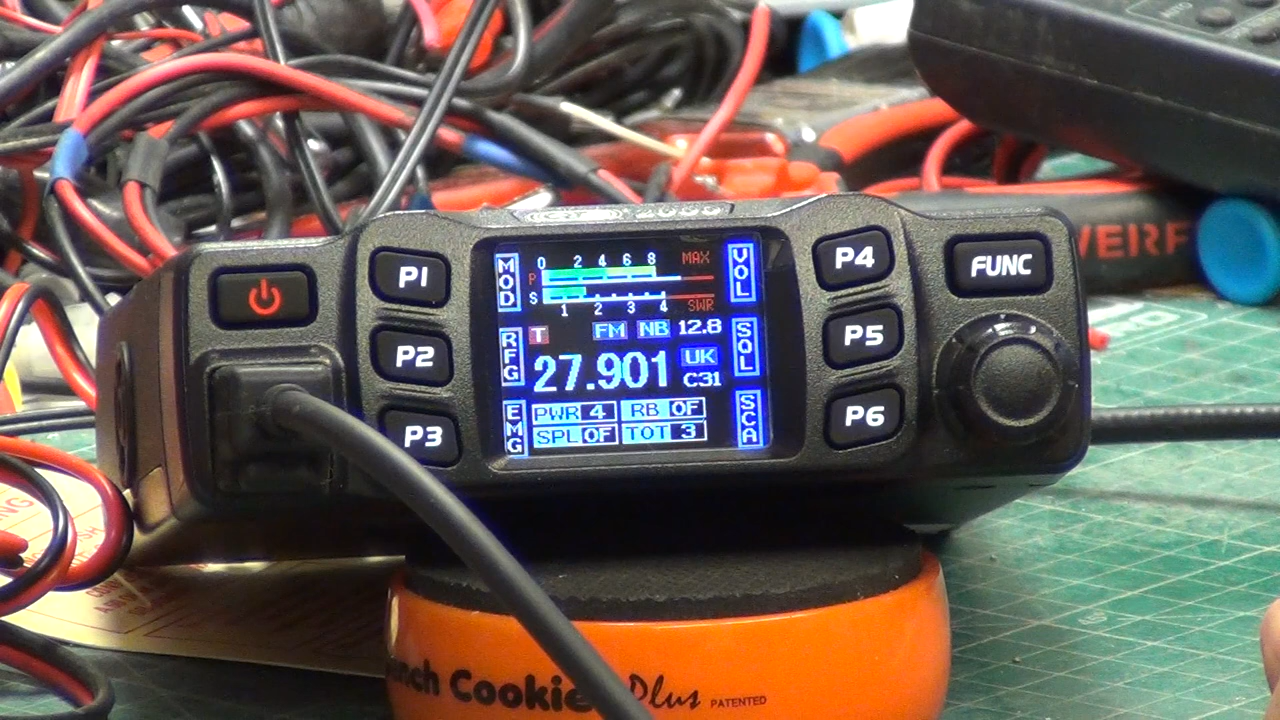 P1
P2
P3
MOD
RFG
EMG
0 2 4 6 8 MAX
P
S
1 2 3 4 SWR
T FM NB 12.8
27.901 UK
C31
PWR 4 RB OF
SPL OF TOT 3
VOL
SQL
SCA
P4
P5
P6
FUNC
VERF
Cookie
Plus
PATENTED